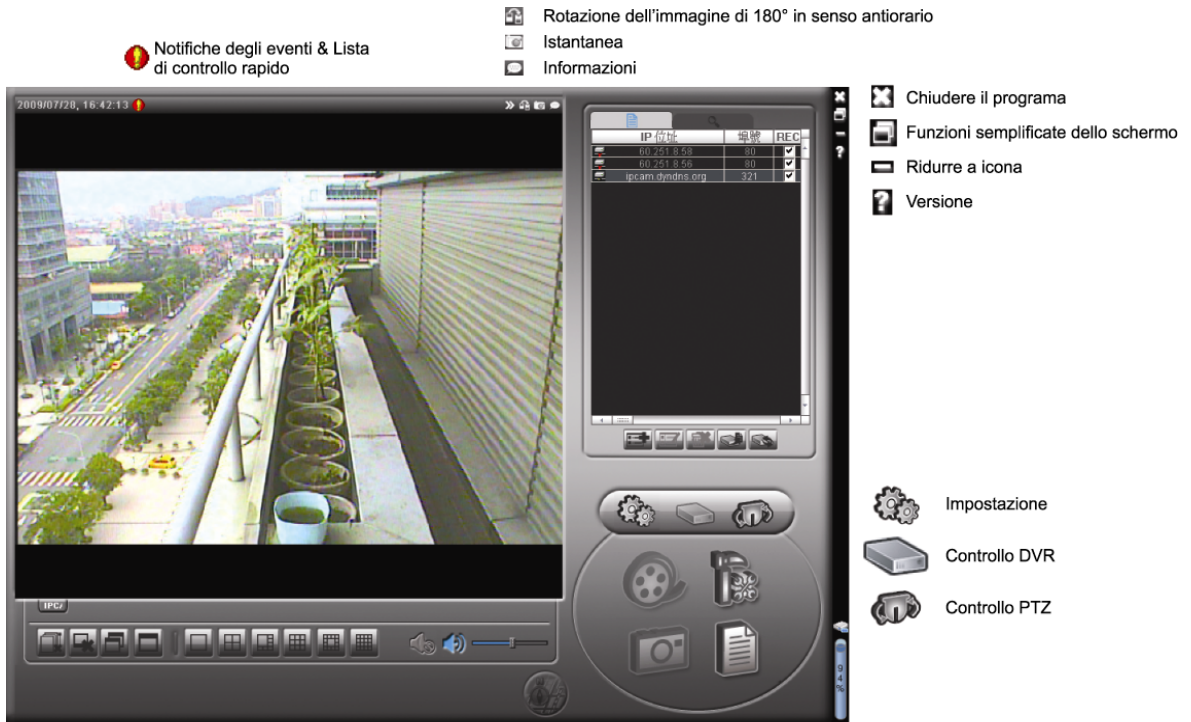 Rotazione dell'immagine di 180° in senso antiorario
Istantanea
Informazioni
Notifiche degli eventi & Lista
di controllo rapido
2009/07/28, 16:42:13
IP 位址 埠號 REC
60.251.8.58 80
60.251.8.56 80
ipcam.dyndns.org 321
IPC
94%
Chiudere il programma
Funzioni semplificate dello schermo
Ridurre a icona
Versione
Impostazione
Controllo DVR
Controllo PTZ